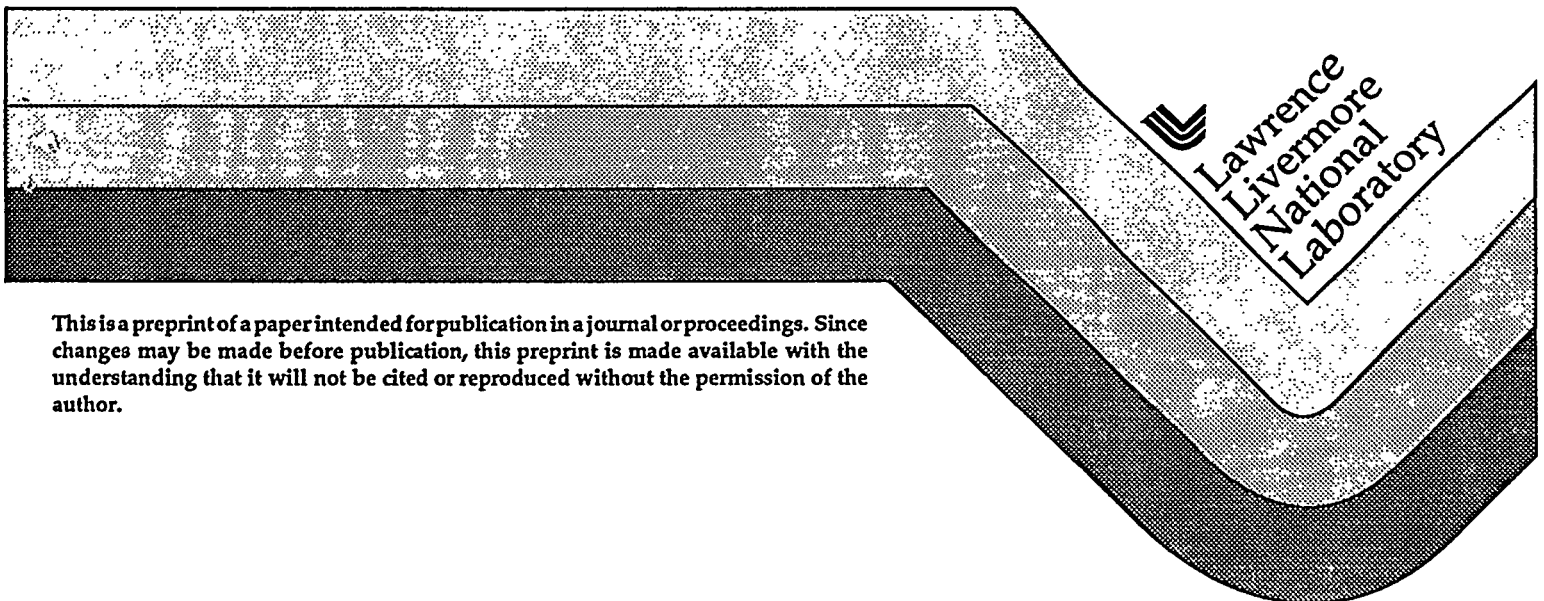 Lawrence
Livermore
National
Laboratory
This is a preprint of a paper intended for publication in a journal or proceedings. Since
changes may be made before publication, this preprint is made available with the
understanding that it will not be cited or reproduced without the permission of the
author.